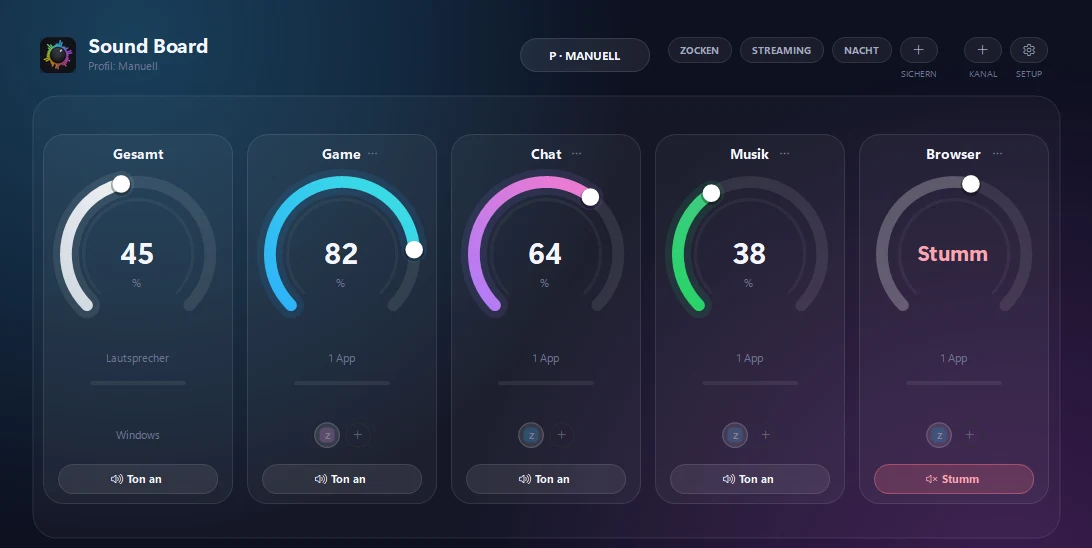 Sound Board
Profil: Manuell
P · MANUELL
ZOCKEN
STREAMING
NACHT
+
SICHERN
+
KANAL
SETUP
Gesamt
45
%
Lautsprecher
Windows
Ton an
Game ...
82
%
1 App
Z +
Ton an
Chat ...
64
%
1 App
Z +
Ton an
Musik ...
38
%
1 App
Z +
Ton an
Browser ...
Stumm
1 App
Z +
Stumm